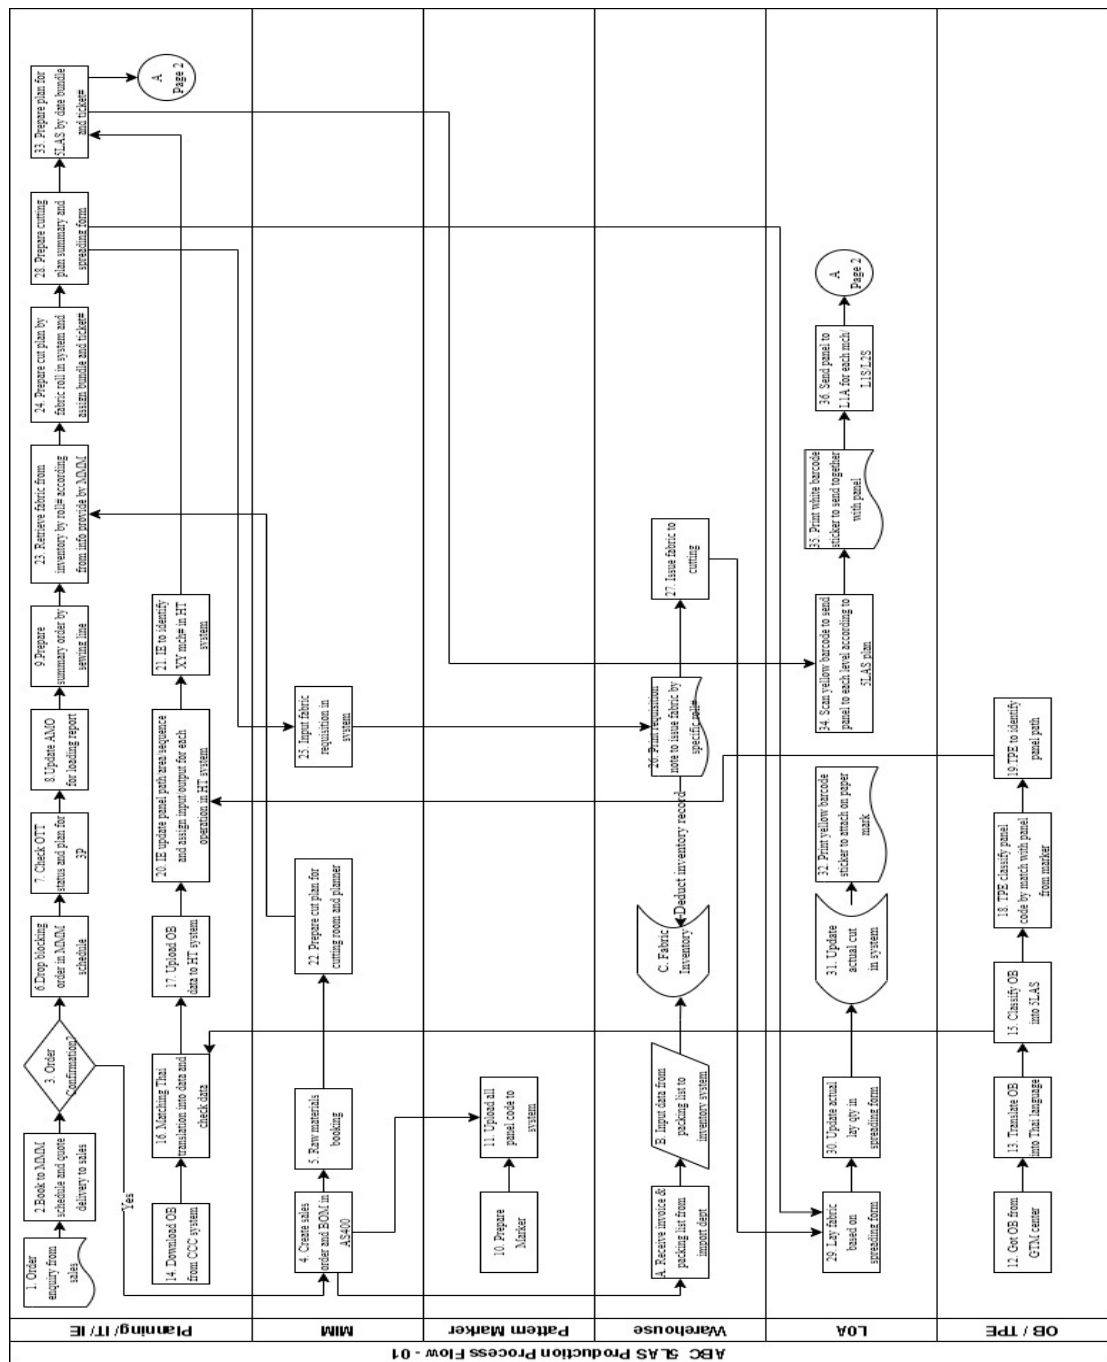 ABC 5LAS Production Process Flow - 01
Planning/ IT/ IE
1. Order
enquiry from
sales
2.Book to MMM
schedule and quote
delivery to sales
3. Order
Confirmation?
Yes
6.Drop blocking
order in MMM
schedule
7. Check OTT
status and plan for
3P
8.Update AMO
for loading report
9.Prepare
summary order by
sewing line
23. Retrieve fabric from
inventory by roll# according
from info provide by MMM
24. Prepare cut plan by
fabric roll in system and
assign bundle and ticket#
28. Prepare cutting
plan summary and
spreading form
33. Prepare plan for
5LAS by date bundle
and ticket#
A
Page 2
14. Download OB
from CCC system
16. Matching Thai
translation into data and
check data
17. Upload OB
data to HT system
20. IE update panel path area/sequence
and assign input/output for each
operation in HT system
21. IE to identify
XY mch# in HT
system
MIM
4. Create sales
order and BOM in
AS400
5. Raw materials
booking
22. Prepare cut plan for
cutting room and planner
25. Input fabric
requisition in
system
Pattern Marker
10. Prepare
Marker
11. Upload all
panel code to
system
Warehouse
A. Receive invoice &
packing list from
import dept
B. Input data from
packing list to
inventory system
C. Fabric
Inventory
Deduct inventory record
26. Print requisition
note to issue fabric by
specific roll#
27. Issue fabric to
cutting
L0A
29. Lay fabric
based on
spreading form
30. Update actual
lay qty in
spreading form
31. Update
actual cut
in system
32. Print yellow barcode
sticker to attach on paper
mark
34. Scan yellow barcode to send
panel to each level according to
5LAS plan
35. Print white barcode
sticker to send together
with panel
36. Send panel to
L1A for each mch/
L1S/L2S
A
Page 2
OB / TPE
12. Got OB from
GTM center
13. Translate OB
into Thai language
15. Classify OB
into 5LAS
18. TPE classify panel
code by match with panel
from marker
19.TPE to identify
panel path